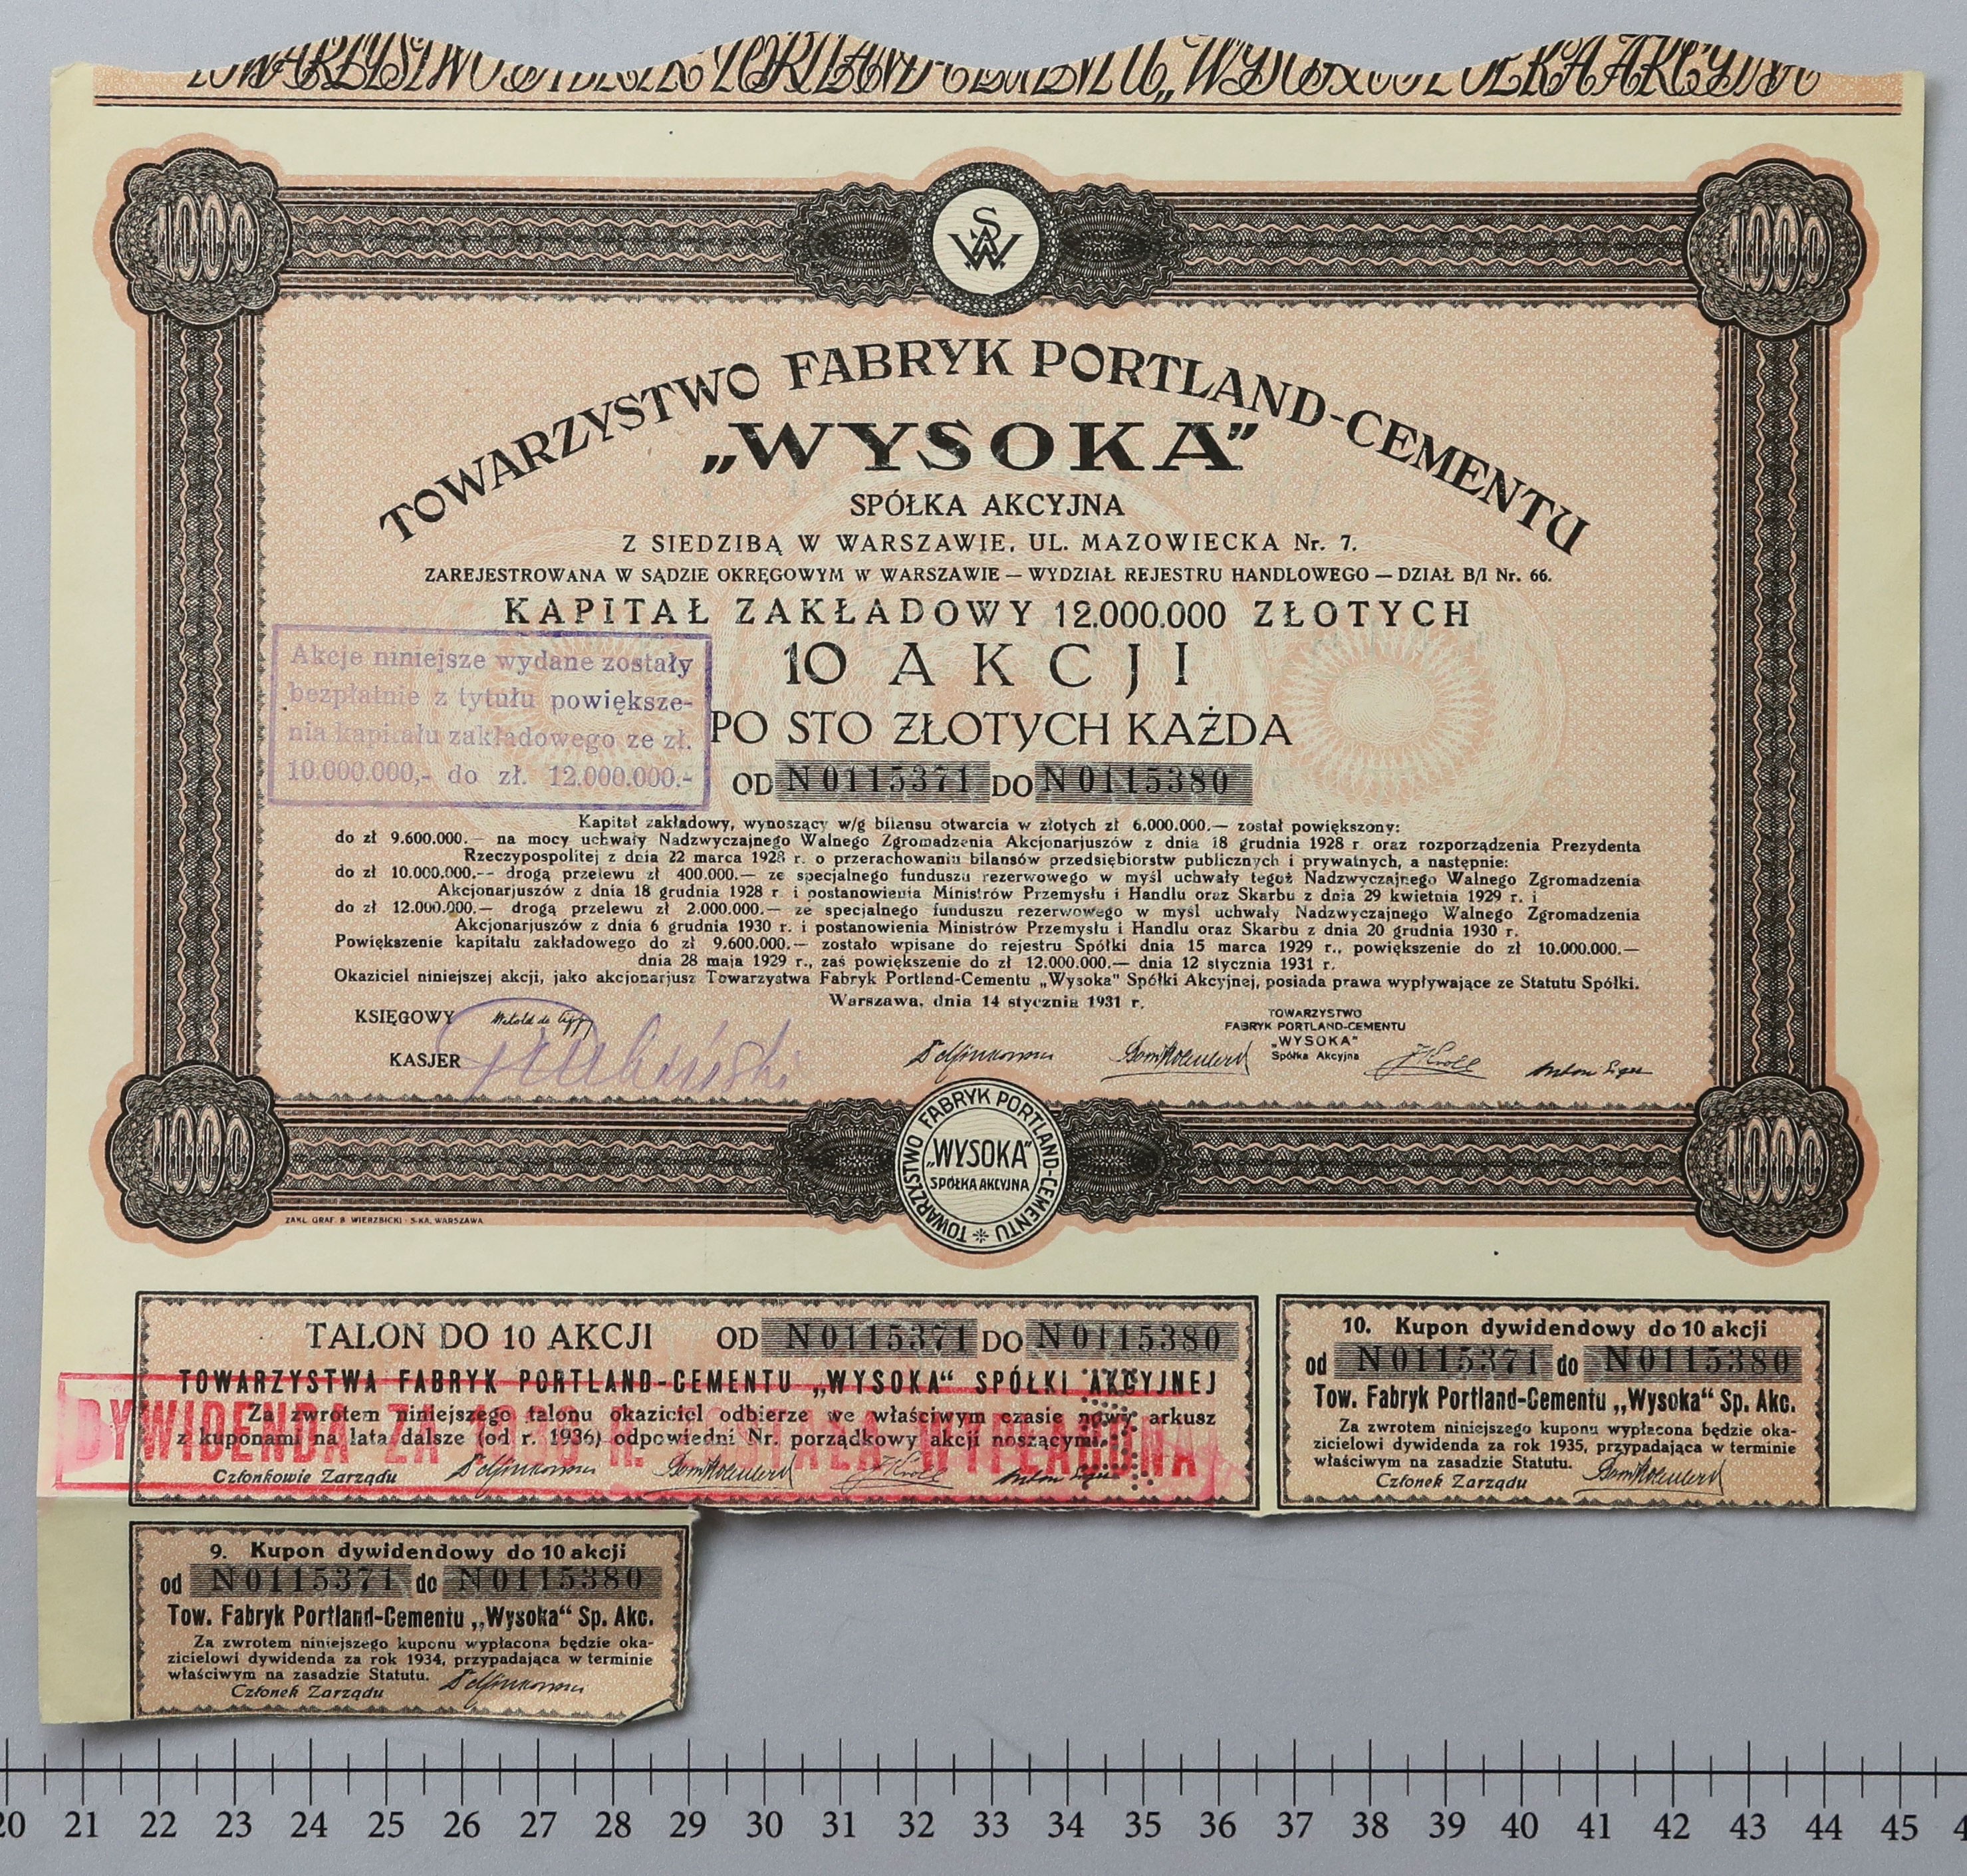 1000
SAW
1000
TOWARZYSTWO FABRYK PORTLAND-CEMENTU
„WYSOKA”
SPÓŁKA AKCYJNA
Z SIEDZIBĄ W WARSZAWIE, UL. MAZOWIECKA Nr. 7.
ZAREJESTROWANA W SĄDZIE OKRĘGOWYM W WARSZAWIE — WYDZIAŁ REJESTRU HANDLOWEGO — DZIAŁ B/I Nr. 66.
KAPITAŁ ZAKŁADOWY 12.000.000 ZŁOTYCH
10 AKCJI
PO STO ZŁOTYCH KAŻDA
OD N0115371 DO N0115380
Akcje niniejsze wydane zostały
bezpłatnie z tytułu powiększe-
nia kapitału zakładowego ze zł.
10.000.000,- do zł. 12.000.000.-
Kapitał zakładowy, wynoszący w/g bilansu otwarcia w złotych zł 6.000.000.— został powiększony:
do zł 9.600.000.— na mocy uchwały Nadzwyczajnego Walnego Zgromadzenia Akcjonarjuszów z dnia 18 grudnia 1928 r. oraz rozporządzenia Prezydenta
Rzeczypospolitej z dnia 22 marca 1928 r. o przerachowaniu bilansów przedsiębiorstw publicznych i prywatnych, a następnie:
do zł 10.000.000.-- drogą przelewu zł 400.000.— ze specjalnego funduszu rezerwowego w myśl uchwały tegoż Nadzwyczajnego Walnego Zgromadzenia
Akcjonarjuszów z dnia 18 grudnia 1928 r. i postanowienia Ministrów Przemysłu i Handlu oraz Skarbu z dnia 29 kwietnia 1929 r. i
do zł 12.000.000.— drogą przelewu zł 2.000.000.— ze specjalnego funduszu rezerwowego w myśl uchwały Nadzwyczajnego Walnego Zgromadzenia
Akcjonarjuszów z dnia 6 grudnia 1930 r. i postanowienia Ministrów Przemysłu i Handlu oraz Skarbu z dnia 20 grudnia 1930 r.
Powiększenie kapitału zakładowego do zł 9.600.000.— zostało wpisane do rejestru Spółki dnia 15 marca 1929 r., powiększenie do zł 10.000.000.—
dnia 28 maja 1929 r., zaś powiększenie do zł 12.000.000.— dnia 12 stycznia 1931 r.
Okaziciel niniejszej akcji, jako akcjonarjusz Towarzystwa Fabryk Portland-Cementu „Wysoka" Spółki Akcyjnej, posiada prawa wypływające ze Statutu Spółki.
Warszawa, dnia 14 stycznia 1931 r.
KSIĘGOWY
KASJER
TOWARZYSTWO
FABRYK PORTLAND-CEMENTU
„WYSOKA"
Spółka Akcyjna
1000
TOWARZYSTWO FABRYK PORTLAND-CEMENTU
„WYSOKA”
SPÓŁKA AKCYJNA
1000
ZAKŁ. GRAF. B. WIERZBICKI i S-KA, WARSZAWA
TALON DO 10 AKCJI OD N0115371 DO N0115380
TOWARZYSTWA FABRYK PORTLAND-CEMENTU „WYSOKA“ SPÓŁKI AKCYJNEJ
Za zwrotem niniejszego talonu okaziciel odbierze we właściwym czasie nowy arkusz
z kuponami na lata dalsze (od r. 1936) odpowiedni Nr. porządkowy akcji noszącymi.
Członkowie Zarządu
10. Kupon dywidendowy do 10 akcji
od N0115371 do N0115380
Tow. Fabryk Portland-Cementu „Wysoka“ Sp. Akc.
Za zwrotem niniejszego kuponu wypłacona będzie oka-
zicielowi dywidenda za rok 1935, przypadająca w terminie
właściwym na zasadzie Statutu.
Członek Zarządu
9. Kupon dywidendowy do 10 akcji
od N0115371 do N0115380
Tow. Fabryk Portland-Cementu „Wysoka“ Sp. Akc.
Za zwrotem niniejszego kuponu wypłacona będzie oka-
zicielowi dywidenda za rok 1934, przypadająca w terminie
właściwym na zasadzie Statutu.
Członek Zarządu
20 21 22 23 24 25 26 27 28 29 30 31 32 33 34 35 36 37 38 39 40 41 42 43 44 45